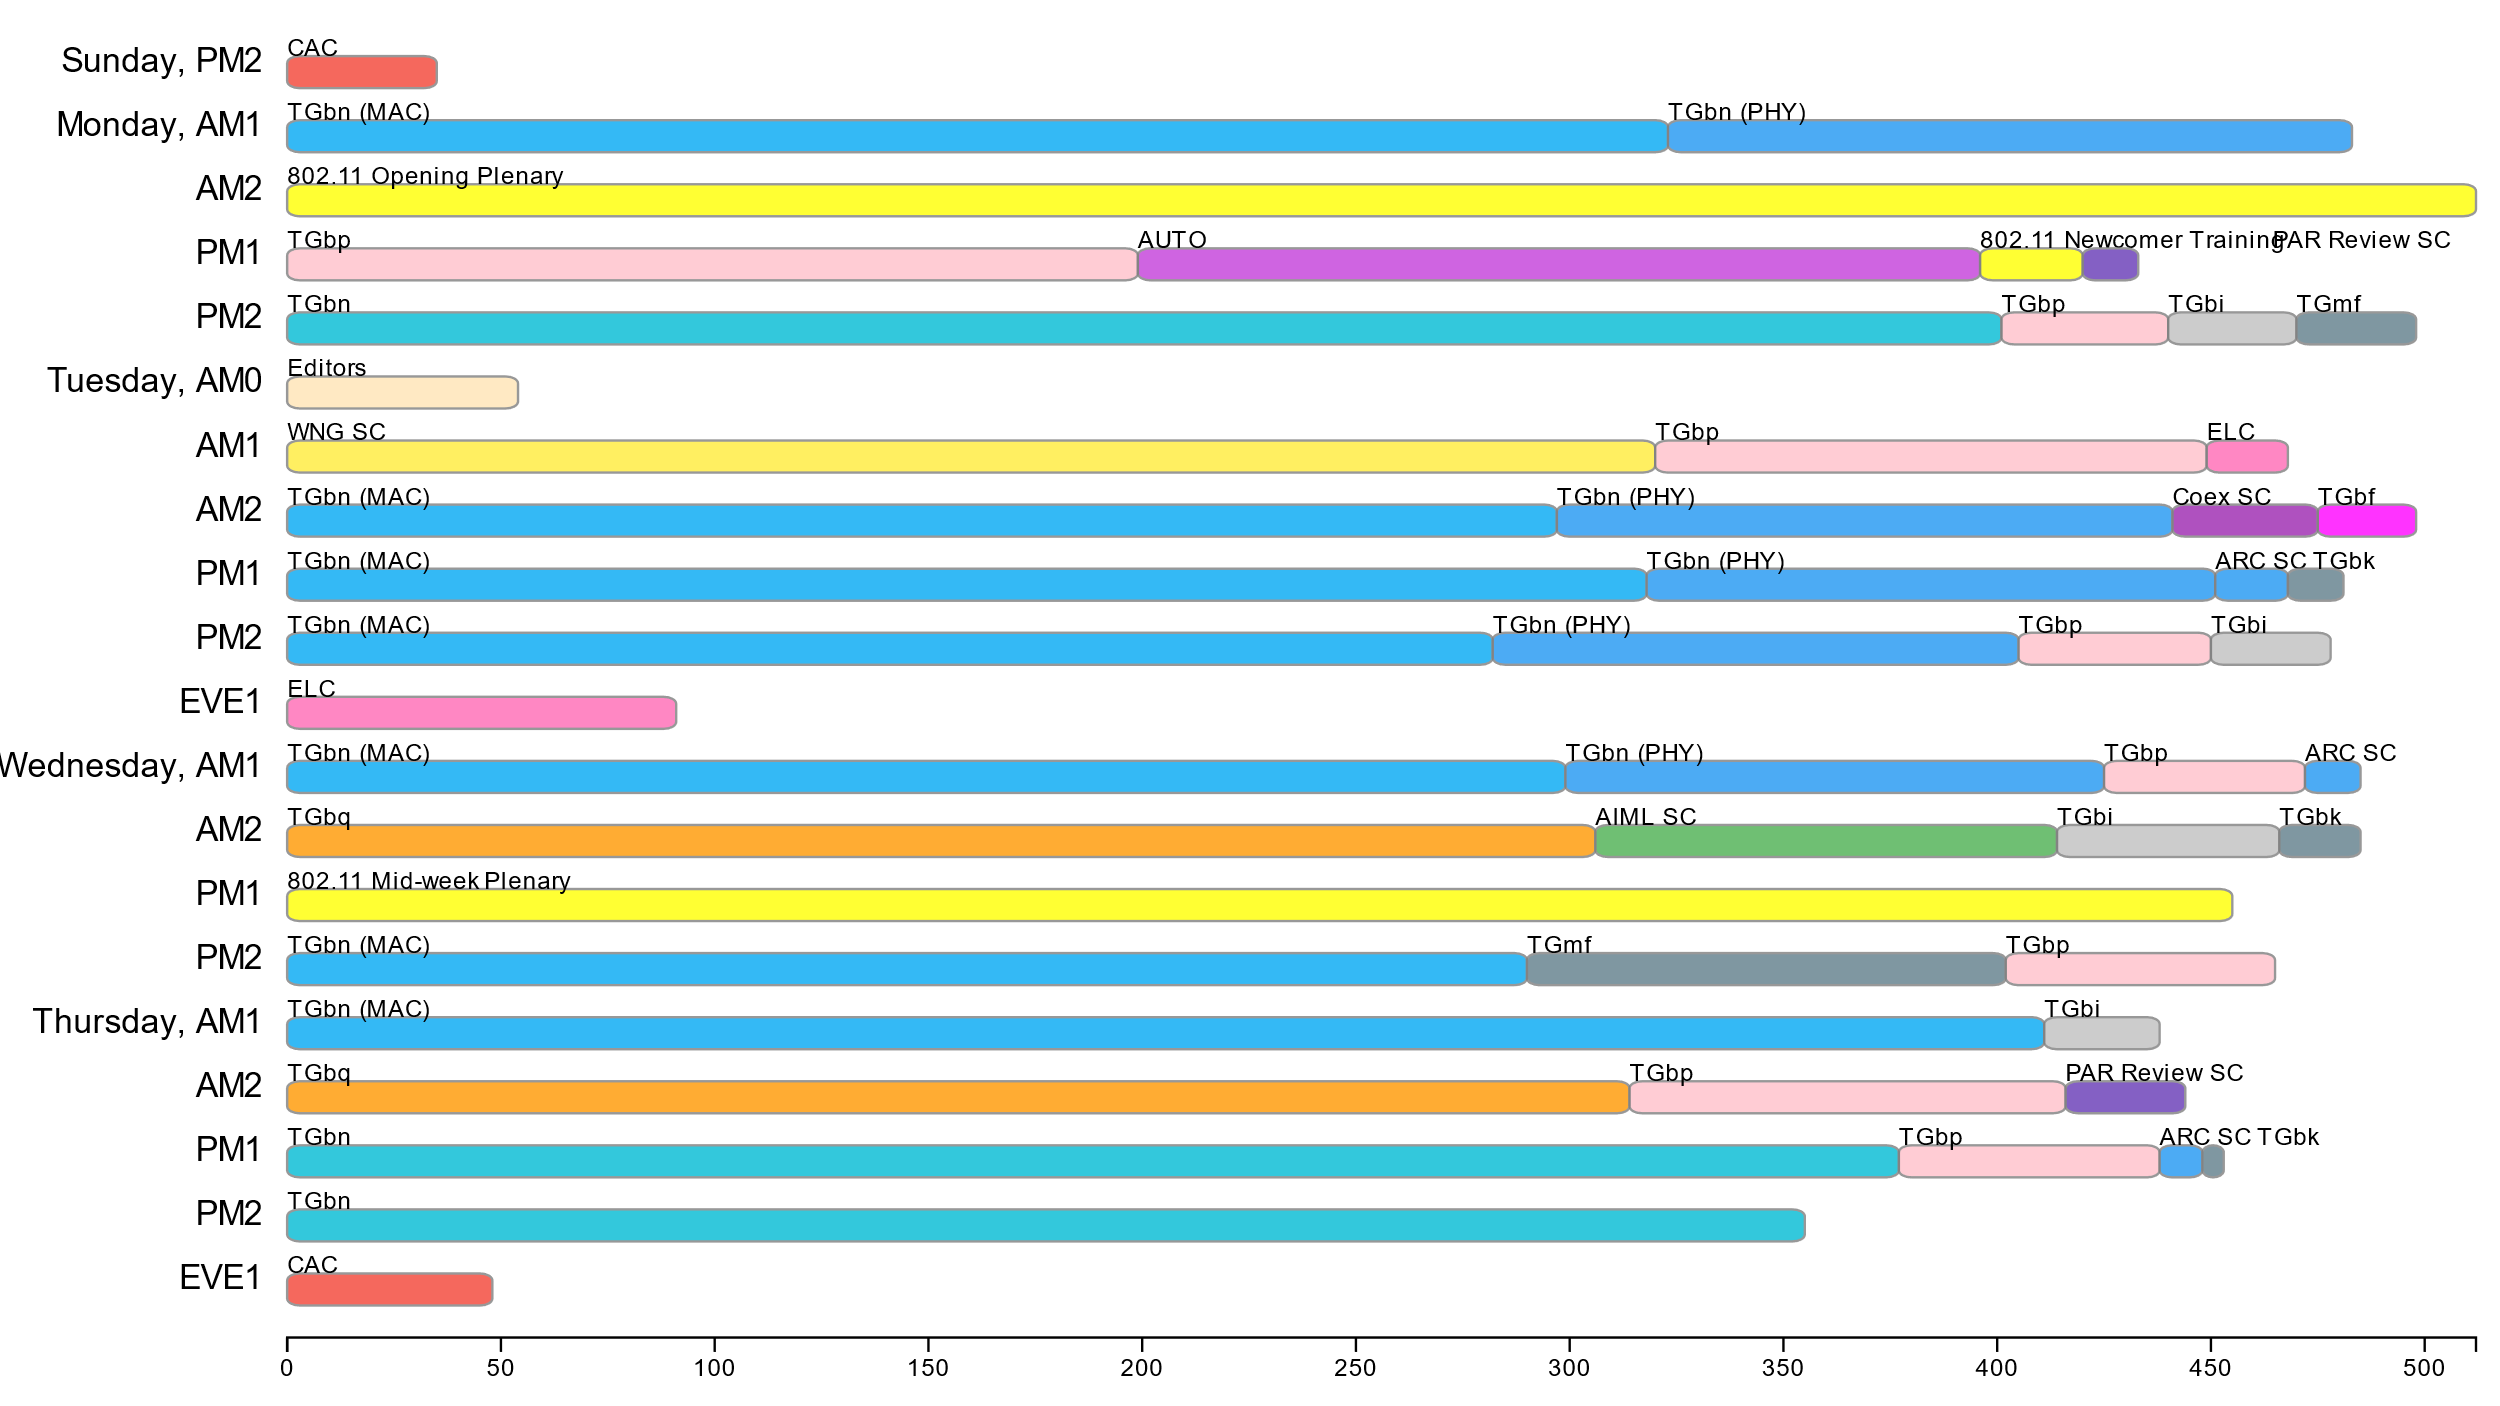 CAC
Sunday, PM2
TGbn (MAC) TGbn (PHY)
Monday, AM1
802.11 Opening Plenary
AM2
TGbp AUTO 802.11 Newcomer Training PAR Review SC
PM1
TGbn TGbp TGbi TGmf
PM2
Editors
Tuesday, AM0
WNG SC TGbp ELC
AM1
TGbn (MAC) TGbn (PHY) Coex SC TGbf
AM2
TGbn (MAC) TGbn (PHY) ARC SC TGbk
PM1
TGbn (MAC) TGbn (PHY) TGbp TGbi
PM2
ELC
EVE1
TGbn (MAC) TGbn (PHY) TGbp ARC SC
Wednesday, AM1
TGbq AIML SC TGbi TGbk
AM2
802.11 Mid-week Plenary
PM1
TGbn (MAC) TGmf TGbp
PM2
TGbn (MAC) TGbi
Thursday, AM1
TGbq TGbp PAR Review SC
AM2
TGbn TGbp ARC SC TGbk
PM1
TGbn
PM2
CAC
EVE1
0 50 100 150 200 250 300 350 400 450 500